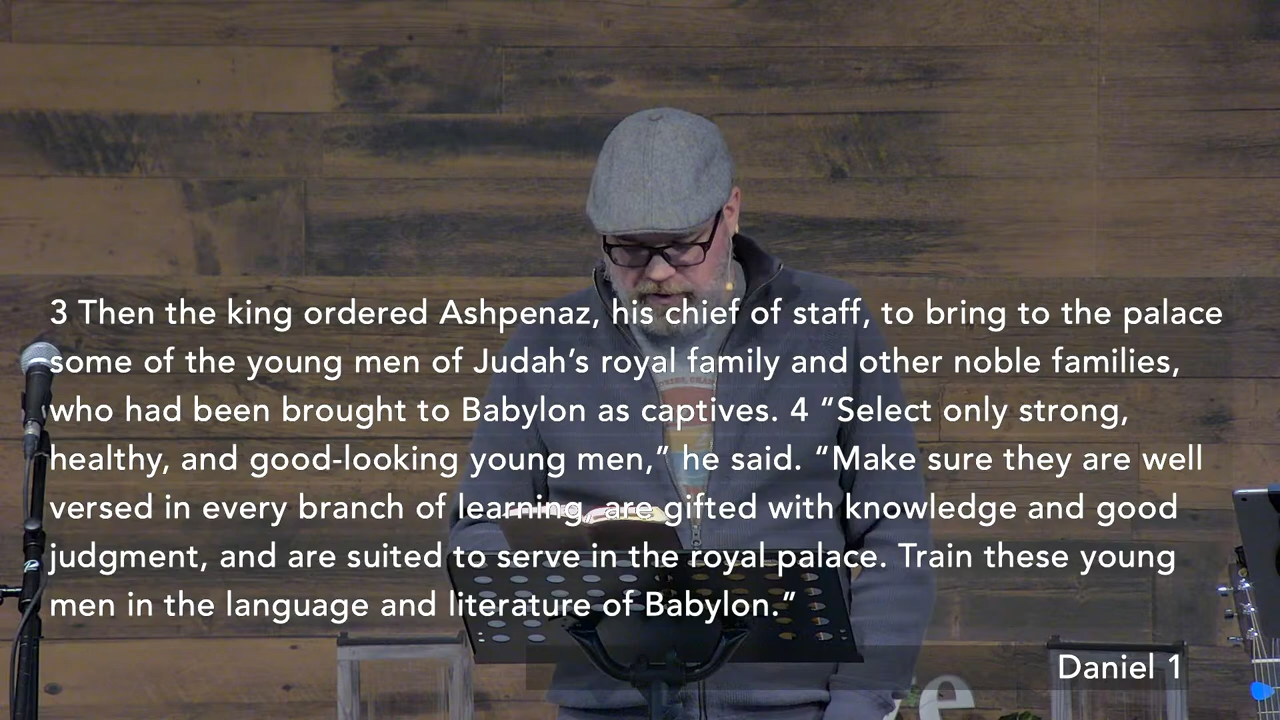 3 Then the king ordered Ashpenaz, his chief of staff, to bring to the palace
some of the young men of Judah’s royal family and other noble families,
who had been brought to Babylon as captives. 4 “Select only strong,
healthy, and good-looking young men,” he said. “Make sure they are well
versed in every branch of learning, are gifted with knowledge and good
judgment, and are suited to serve in the royal palace. Train these young
men in the language and literature of Babylon.”
Daniel 1